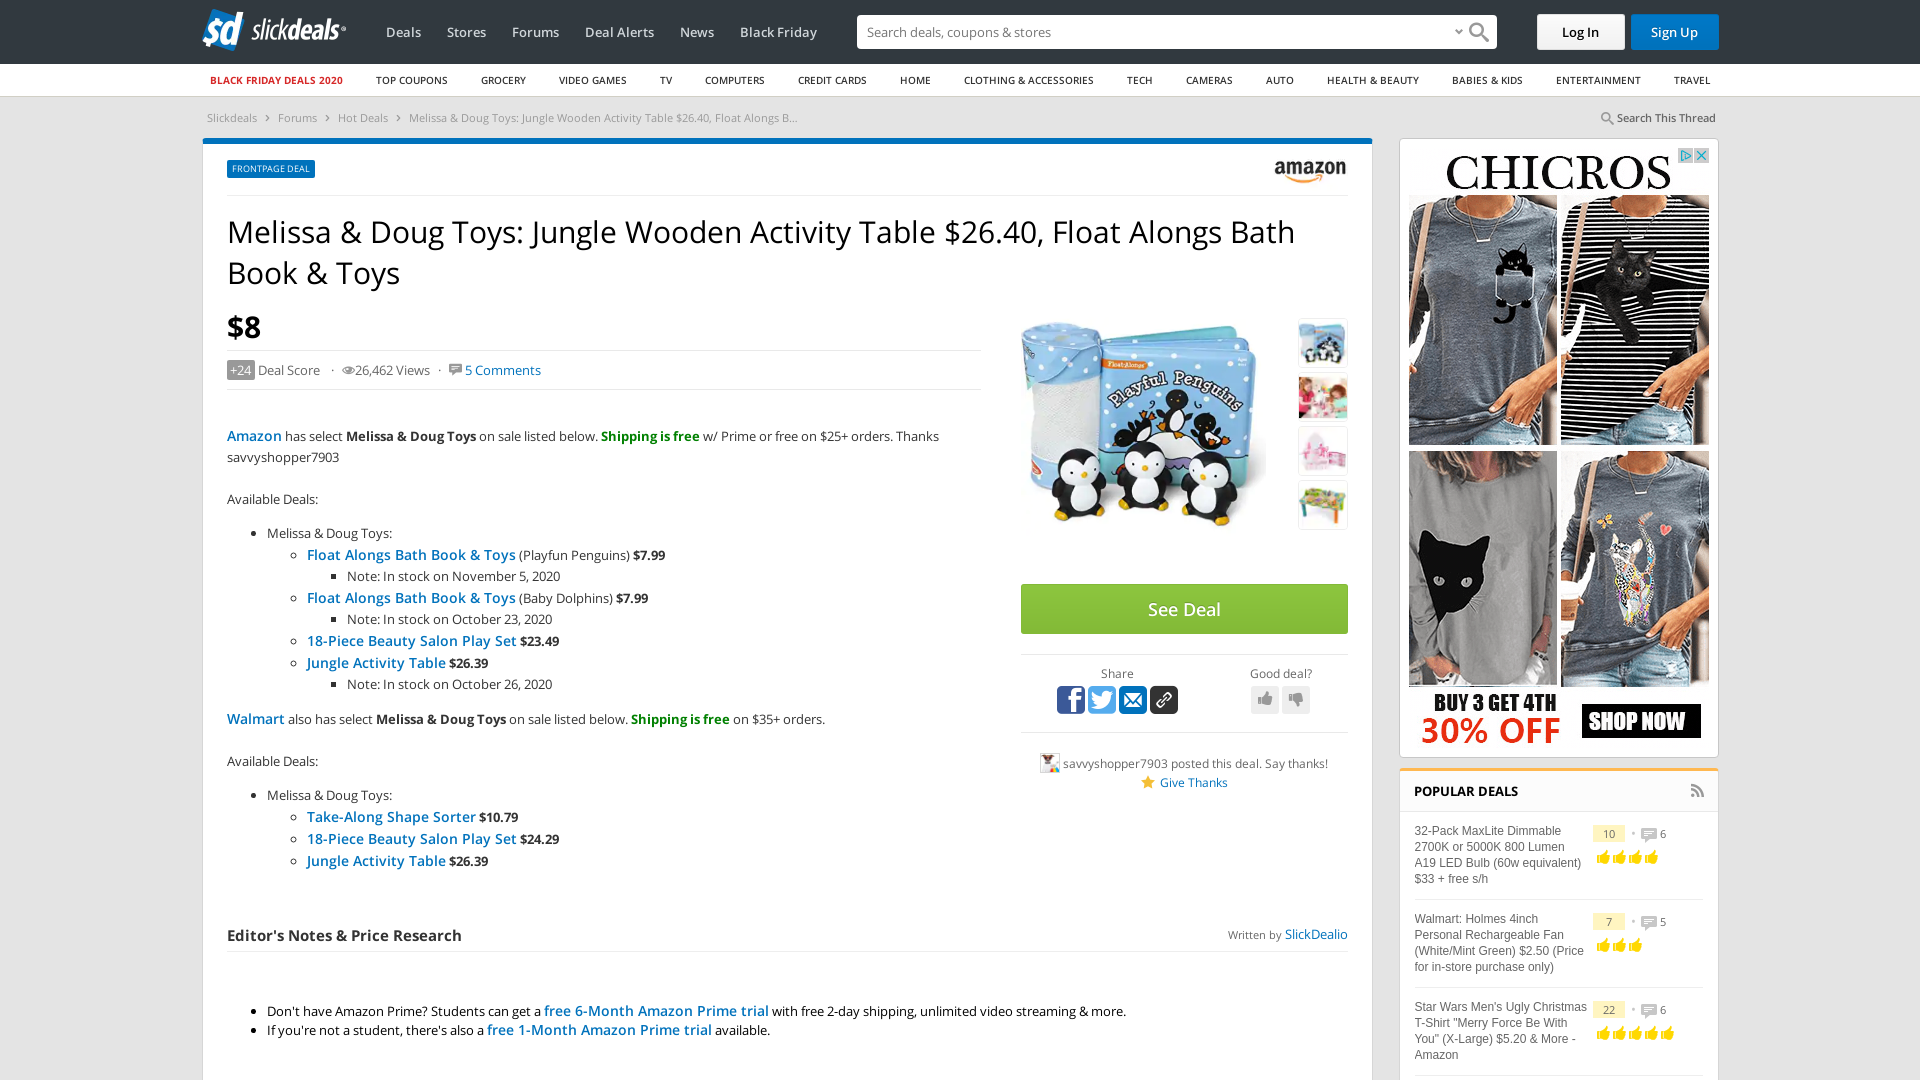 sd slickdeals
Deals
Stores
Forums
Deal Alerts
News
Black Friday
Search deals, coupons & shopping
Log In
Sign Up
BLACK FRIDAY DEALS 2020
TOP COUPONS
GROCERY
VIDEO GAMES
TV
COMPUTERS
CREDIT CARDS
HOME
CLOTHING & ACCESSORIES
TECH
CAMERAS
AUTO
HEALTH & BEAUTY
BABIES & KIDS
ENTERTAINMENT
TRAVEL
Slickdeals › Forums › Hot Deals › Melissa & Doug Toys: Jungle Wooden Activity Table $26.40, Float Alongs B...
Search This Thread
FRONTPAGE DEAL
amazon
Melissa & Doug Toys: Jungle Wooden Activity Table $26.40, Float Alongs Bath
Book & Toys
$8
+24 Deal Score · 26,462 Views · 5 Comments
Amazon has select Melissa & Doug Toys on sale listed below. Shipping is free w/ Prime or free on $25+ orders. Thanks
savvyshopper7903
Available Deals:
• Melissa & Doug Toys:
Float Alongs Bath Book & Toys (Playfun Penguins) $7.99
Note: In stock on November 5, 2020
Float Alongs Bath Book & Toys (Baby Dolphins) $7.99
Note: In stock on October 23, 2020
18-Piece Beauty Salon Play Set $23.49
Jungle Activity Table $26.39
Note: In stock on October 26, 2020
Walmart also has select Melissa & Doug Toys on sale listed below. Shipping is free on $35+ orders.
Available Deals:
• Melissa & Doug Toys:
Take-Along Shape Sorter $10.79
18-Piece Beauty Salon Play Set $24.29
Jungle Activity Table $26.39
Float-Alongs
Playful Penguins
See Deal
Share
Good deal?
savvyshopper7903 posted this deal. Say thanks!
Give Thanks
Editor's Notes & Price Research
Written by SlickDealio
• Don't have Amazon Prime? Students can get a free 6-Month Amazon Prime trial with free 2-day shipping, unlimited video streaming & more.
• If you're not a student, there's also a free 1-Month Amazon Prime trial available.
CHICROS
BUY 3 GET 4TH
30% OFF
SHOP NOW
POPULAR DEALS
32-Pack MaxLite Dimmable
2700K or 5000K 800 Lumen
A19 LED Bulb (60w equivalent)
$33 + free s/h
10 • 6
Walmart: Holmes 4inch
Personal Rechargeable Fan
(White/Mint Green) $2.50 (Price
for in-store purchase only)
7 • 5
Star Wars Men's Ugly Christmas
T-Shirt "Merry Force Be With
You" (X-Large) $5.20 & More -
Amazon
22 • 6